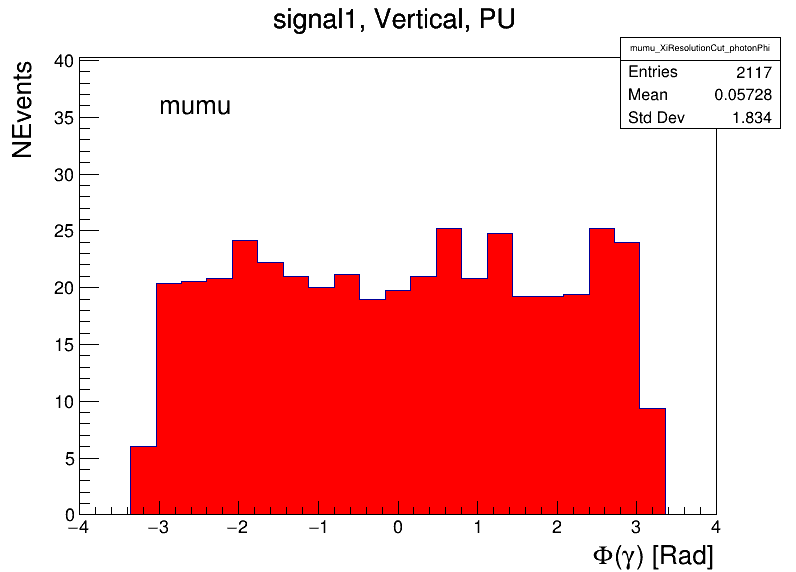 signal1, Vertical, PU
mumu_XiResolutionCut_photonPhi
Entries 2117
Mean 0.05728
Std Dev 1.834
NEvents
mumu
40
35
30
25
20
15
10
5
0
−4 −3 −2 −1 0 1 2 3 4
Φ(γ) [Rad]